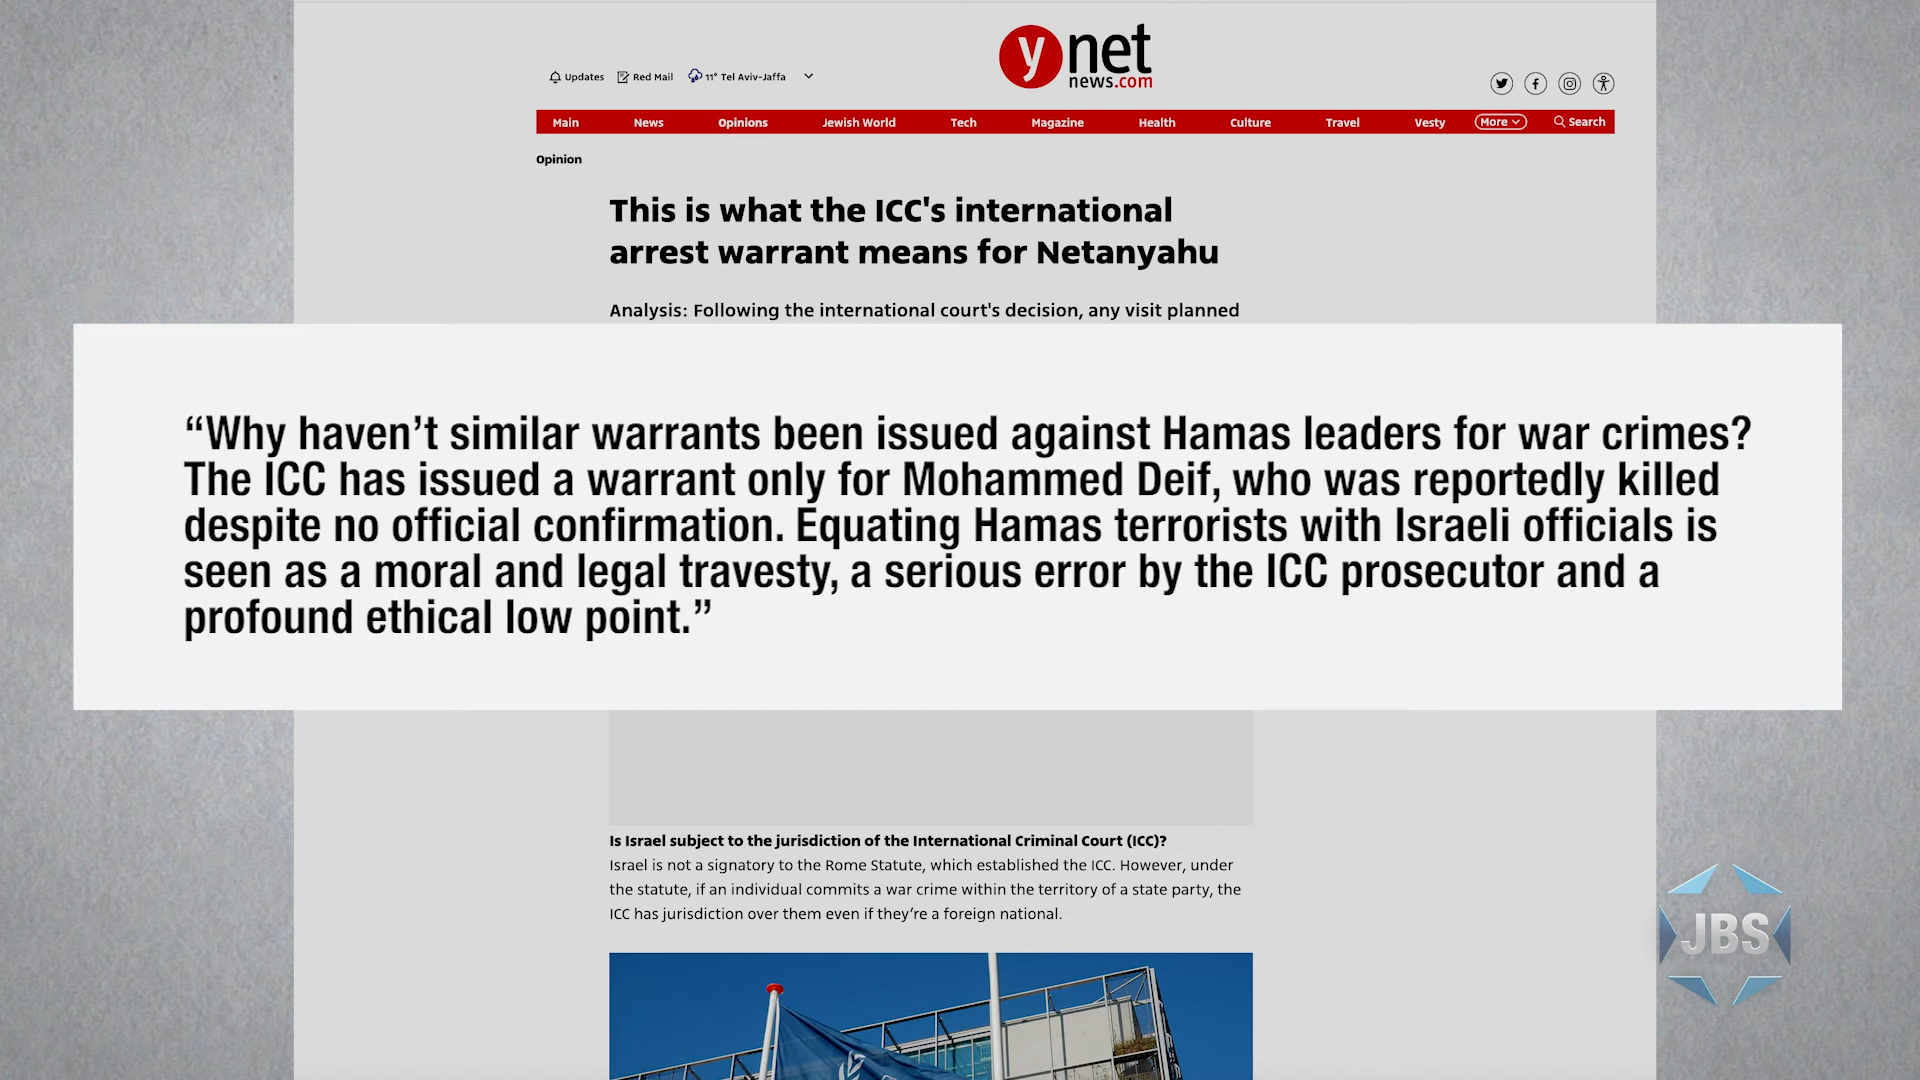 y net
news.com
Updates Red Mail 11° Tel Aviv-Jaffa
Main News Opinions Jewish World Tech Magazine Health Culture Travel Vesty More Search
Opinion
This is what the ICC's international
arrest warrant means for Netanyahu
Analysis: Following the international court's decision, any visit planned
“Why haven’t similar warrants been issued against Hamas leaders for war crimes?
The ICC has issued a warrant only for Mohammed Deif, who was reportedly killed
despite no official confirmation. Equating Hamas terrorists with Israeli officials is
seen as a moral and legal travesty, a serious error by the ICC prosecutor and a
profound ethical low point.”
Is Israel subject to the jurisdiction of the International Criminal Court (ICC)?
Israel is not a signatory to the Rome Statute, which established the ICC. However, under
the statute, if an individual commits a war crime within the territory of a state party, the
ICC has jurisdiction over them even if they’re a foreign national.
JBS